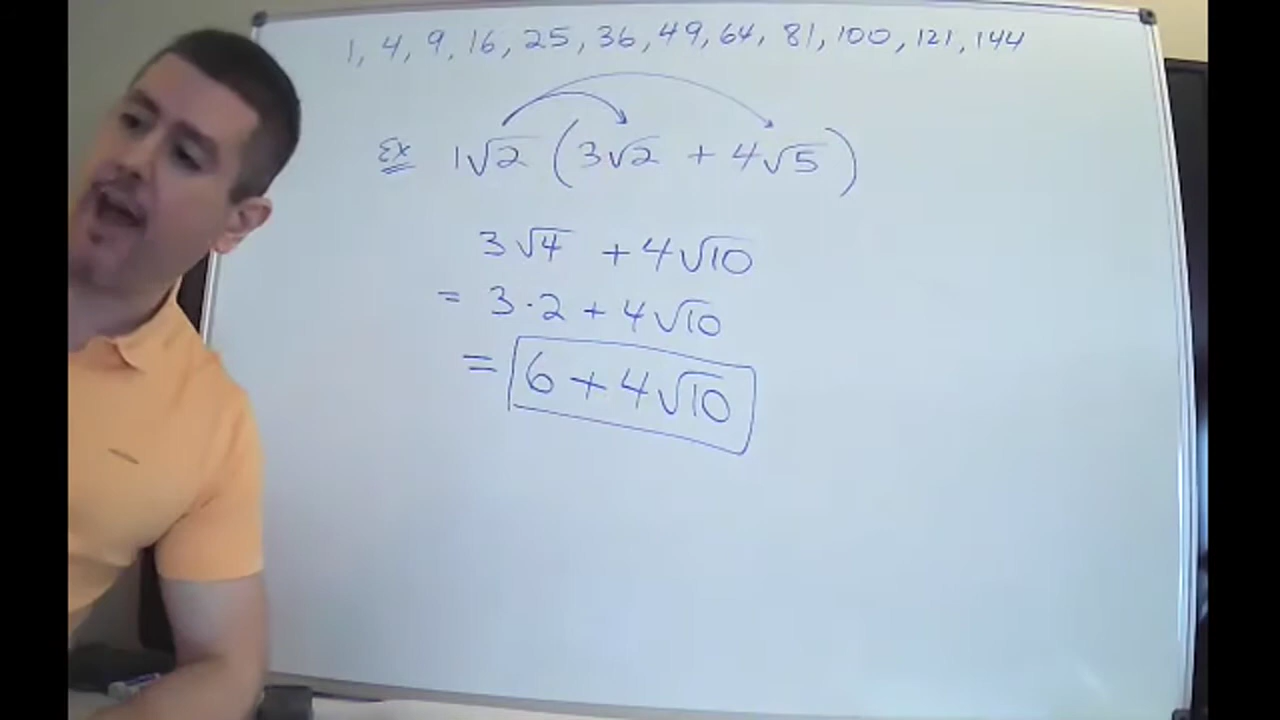 1, 4, 9, 16, 25, 36, 49, 64, 81, 100, 121, 144
Ex 1√2 (3√2 + 4√5)
3√4 + 4√10
= 3·2 + 4√10
= 6 + 4√10